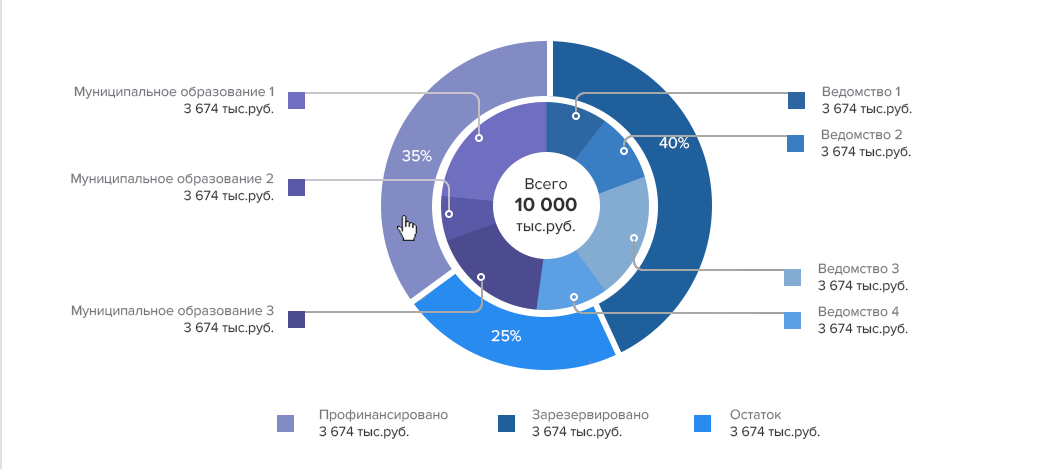 Муниципальное образование 1
3 674 тыс.руб.
Муниципальное образование 2
3 674 тыс.руб.
Муниципальное образование 3
3 674 тыс.руб.
35%
40%
25%
Всего
10 000
тыс.руб.
Ведомство 1
3 674 тыс.руб.
Ведомство 2
3 674 тыс.руб.
Ведомство 3
3 674 тыс.руб.
Ведомство 4
3 674 тыс.руб.
Профинансировано
3 674 тыс.руб.
Зарезервировано
3 674 тыс.руб.
Остаток
3 674 тыс.руб.